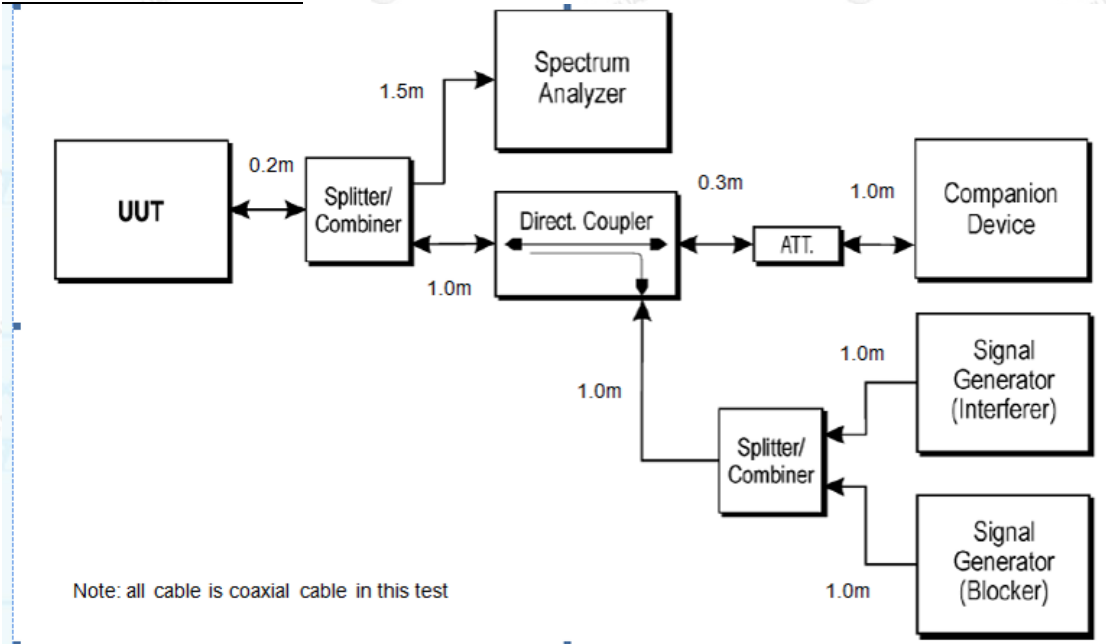 Spectrum
Analyzer
1.5m
UUT
0.2m
Splitter/
Combiner
1.0m
Direct. Coupler
0.3m
ATT.
1.0m
Companion
Device
1.0m
Splitter/
Combiner
1.0m
Signal
Generator
(Interferer)
1.0m
Signal
Generator
(Blocker)
Note: all cable is coaxial cable in this test